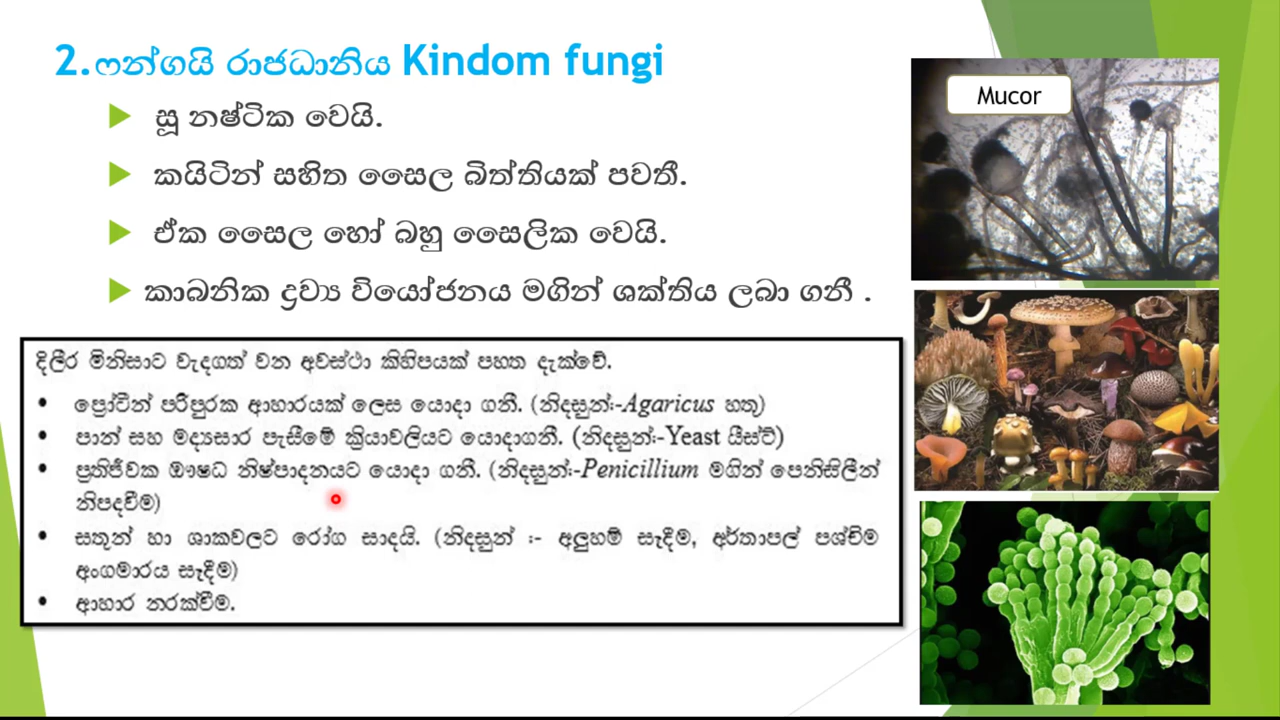 2.ෆන්ගයි රාජධානිය Kindom fungi
සූ නෂ්ටික වෙයි.
කයිටින් සහිත සෛල බිත්තියක් පවතී.
ඒක සෛල හෝ බහු සෛලික වෙයි.
කාබනික ද්‍රව්‍ය වියෝජනය මගින් ශක්තිය ලබා ගනී .
දිලීර මිනිසාට වැදගත් වන අවස්ථා කිහිපයක් පහත දැක්වේ.
• ප්‍රෝටීන් පරිපූරක ආහාරයක් ලෙස යොදා ගනී. (නිදසුන්:-Agaricus හතු)
• පාන් සහ මද්‍යසාර පැසීමේ ක්‍රියාවලියට යොදාගනී. (නිදසුන්:-Yeast යීස්ට්)
• ප්‍රතිජීවක ඖෂධ නිෂ්පාදනයට යොදා ගනී. (නිදසුන්:-Penicillium මගින් පෙනිසිලීන්
නිපදවීම)
• සතුන් හා ශාකවලට රෝග සාදයි. (නිදසුන් :- අලුහම් සෑදීම, අර්තාපල් පශ්චිම
අංගමාරය සෑදීම)
• ආහාර නරක්වීම.
Mucor